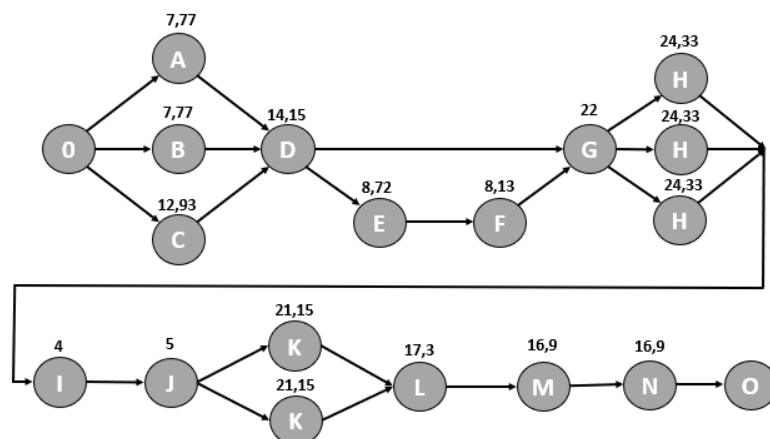 7,77
A
24,33
H
7,77
14,15
22
24,33
0
B
D
G
H
12,93
8,72
8,13
24,33
C
E
F
H
21,15
4
5
K
17,3
16,9
16,9
21,15
I
J
L
M
N
O
K